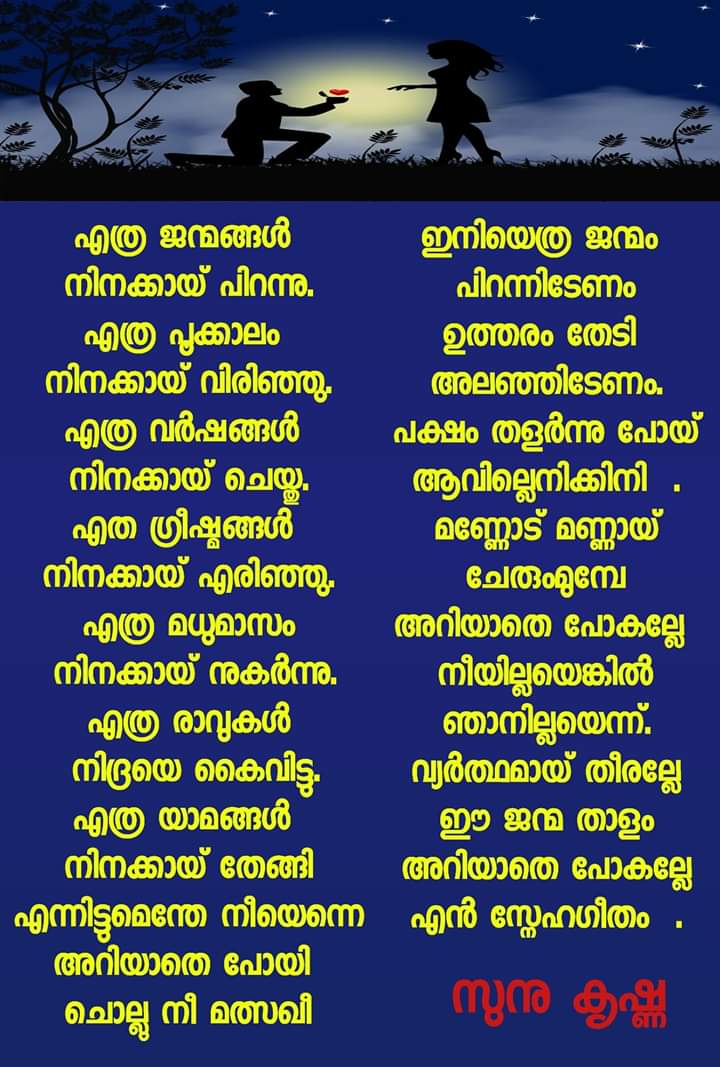 എത്ര ജന്മങ്ങൾ
നിനക്കായ് പിറന്നു.
എത്ര പൂക്കാലം
നിനക്കായ് വിരിഞ്ഞു.
എത്ര വർഷങ്ങൾ
നിനക്കായ് ചെയ്തു.
എത ഗ്രീഷ്മങ്ങൾ
നിനക്കായ് എരിഞ്ഞു.
എത്ര മധുമാസം
നിനക്കായ് നുകർന്നു.
എത്ര രാവുകൾ
നിദ്രയെ കൈവിട്ടു.
എത്ര യാമങ്ങൾ
നിനക്കായ് തേങ്ങി
എന്നിട്ടുമെന്തേ നീയെന്നെ
അറിയാതെ പോയി
ചൊല്ലു നീ മത്സഖീ
ഇനിയെത്ര ജന്മം
പിറന്നിടേണം
ഉത്തരം തേടി
അലഞ്ഞിടേണം.
പക്ഷം തളർന്നു പോയ്
ആവില്ലെനിക്കിനി .
മണ്ണോട് മണ്ണായ്
ചേരുംമുമ്പേ
അറിയാതെ പോകല്ലേ
നീയില്ലയെങ്കിൽ
ഞാനില്ലയെന്ന്.
വ്യർത്ഥമായ് തീരല്ലേ
ഈ ജന്മ താളം
അറിയാതെ പോകല്ലേ
എൻ സ്നേഹഗീതം .
സുനു കൃഷ്ണ